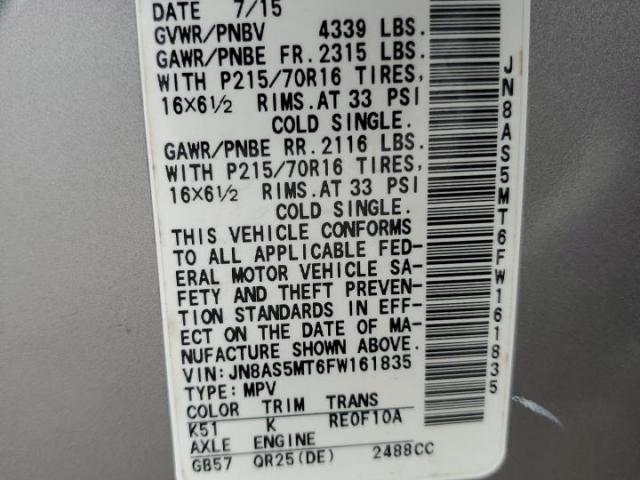 DATE 7/15
GVWR/PNBV 4339 LBS.
GAWR/PNBE FR. 2315 LBS.
WITH P215/70R16 TIRES,
16×6½ RIMS. AT 33 PSI
COLD SINGLE.
GAWR/PNBE RR. 2116 LBS.
WITH P215/70R16 TIRES,
16×6½ RIMS. AT 33 PSI
COLD SINGLE.
THIS VEHICLE CONFORMS
TO ALL APPLICABLE FED-
ERAL MOTOR VEHICLE SA-
FETY AND THEFT PREVEN-
TION STANDARDS IN EFF-
ECT ON THE DATE OF MA-
NUFACTURE SHOWN ABOVE.
VIN: JN8AS5MT6FW161835
TYPE: MPV
COLOR TRIM TRANS
K51 K RE0F10A
AXLE ENGINE
GB57 QR25(DE) 2488CC
JN8AS5MT6FW161835